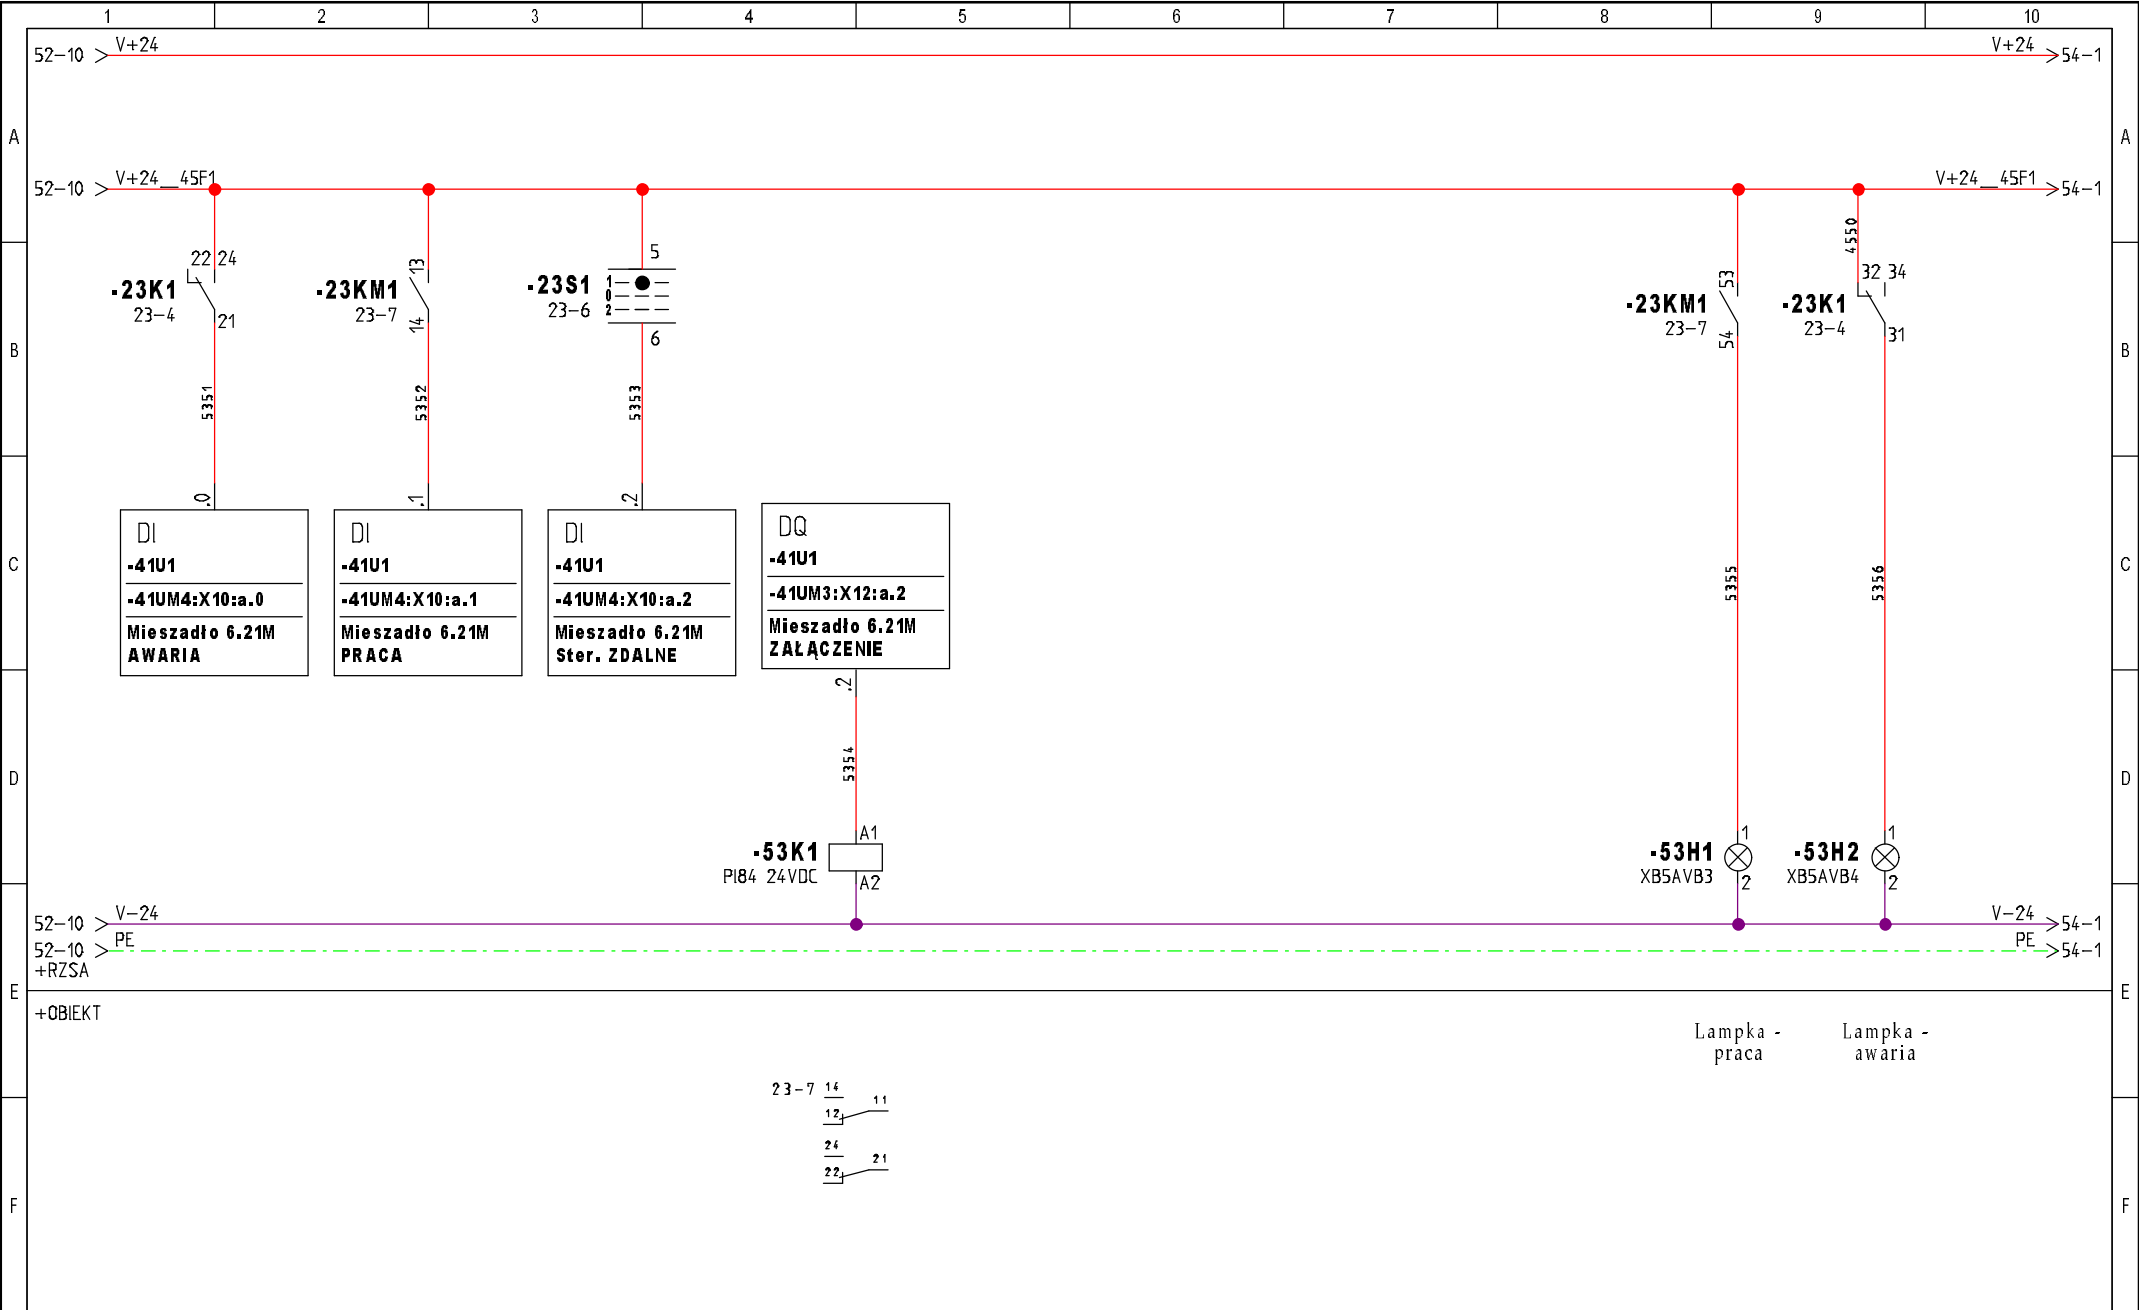 1 2 3 4 5 6 7 8 9 10
52-10 V+24 V+24 54-1
A A
52-10 V+24__45F1 V+24__45F1 54-1
4550
22 24
-23K1
23-4
21
13
-23KM1
23-7
14
5
-23S1
23-6
1
0
2
6
53
-23KM1
23-7
54
32 34
-23K1
23-4
31
B B
5351
5352
5353
.0
.1
.2
DI
-41U1
-41UM4:X10:a.0
Mieszadło 6.21M
AWARIA
DI
-41U1
-41UM4:X10:a.1
Mieszadło 6.21M
PRACA
DI
-41U1
-41UM4:X10:a.2
Mieszadło 6.21M
Ster. ZDALNE
DQ
-41U1
-41UM3:X12:a.2
Mieszadło 6.21M
ZAŁĄCZENIE
C C
5355
5356
.2
5354
D D
A1
-53K1
PI84 24VDC
A2
1
-53H1
XB5AVB3
2
1
-53H2
XB5AVB4
2
52-10 V-24 V-24 54-1
52-10 PE PE 54-1
+RZSA
E E
+OBIEKT
Lampka -
praca
Lampka -
awaria
23-7 14
11
12
24
21
22
F F